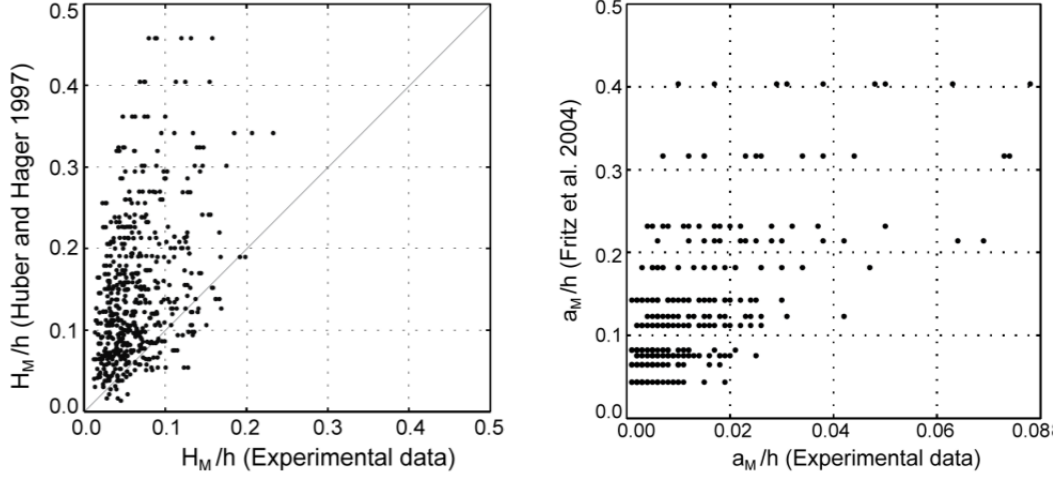 H_M/h (Huber and Hager 1997)
0.5
0.4
0.3
0.2
0.1
0.0
0.0 0.1 0.2 0.3 0.4 0.5
H_M/h (Experimental data)
a_M/h (Fritz et al. 2004)
0.5
0.4
0.3
0.2
0.1
0.0
0.00 0.02 0.04 0.06 0.088
a_M/h (Experimental data)